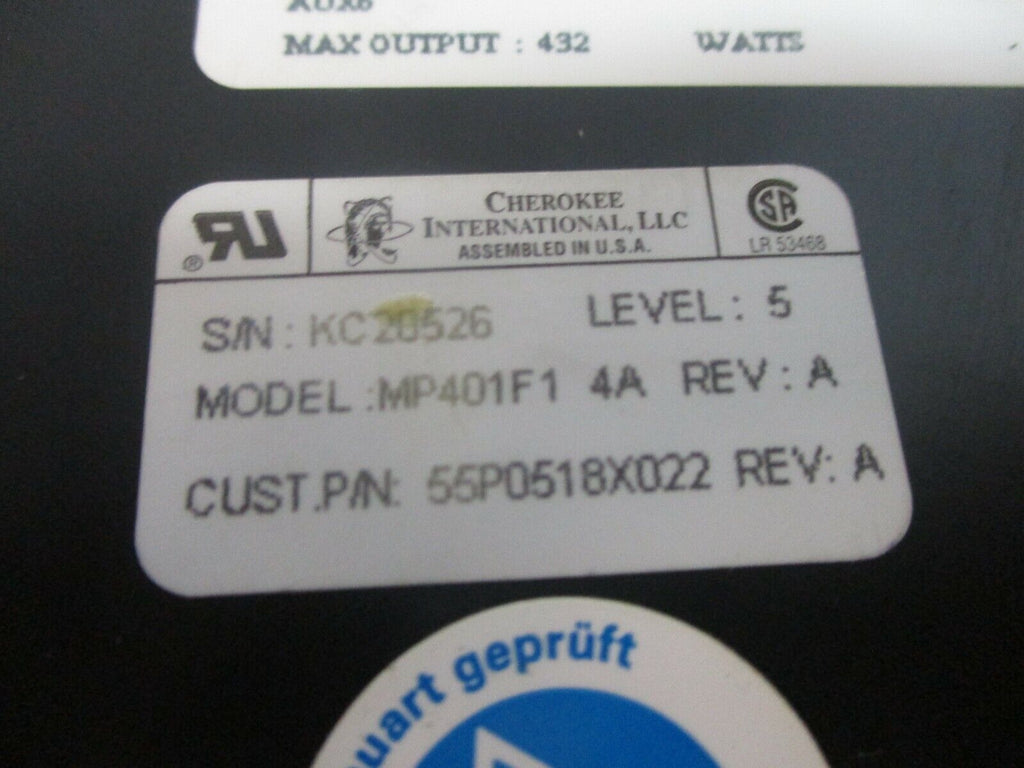 AUX6
MAX OUTPUT : 432 WATTS
CHEROKEE
INTERNATIONAL, LLC
ASSEMBLED IN U.S.A.
LR 53468
S/N : KC20526 LEVEL : 5
MODEL :MP401F1 4A REV : A
CUST.P/N: 55P0518X022 REV: A
geprüft